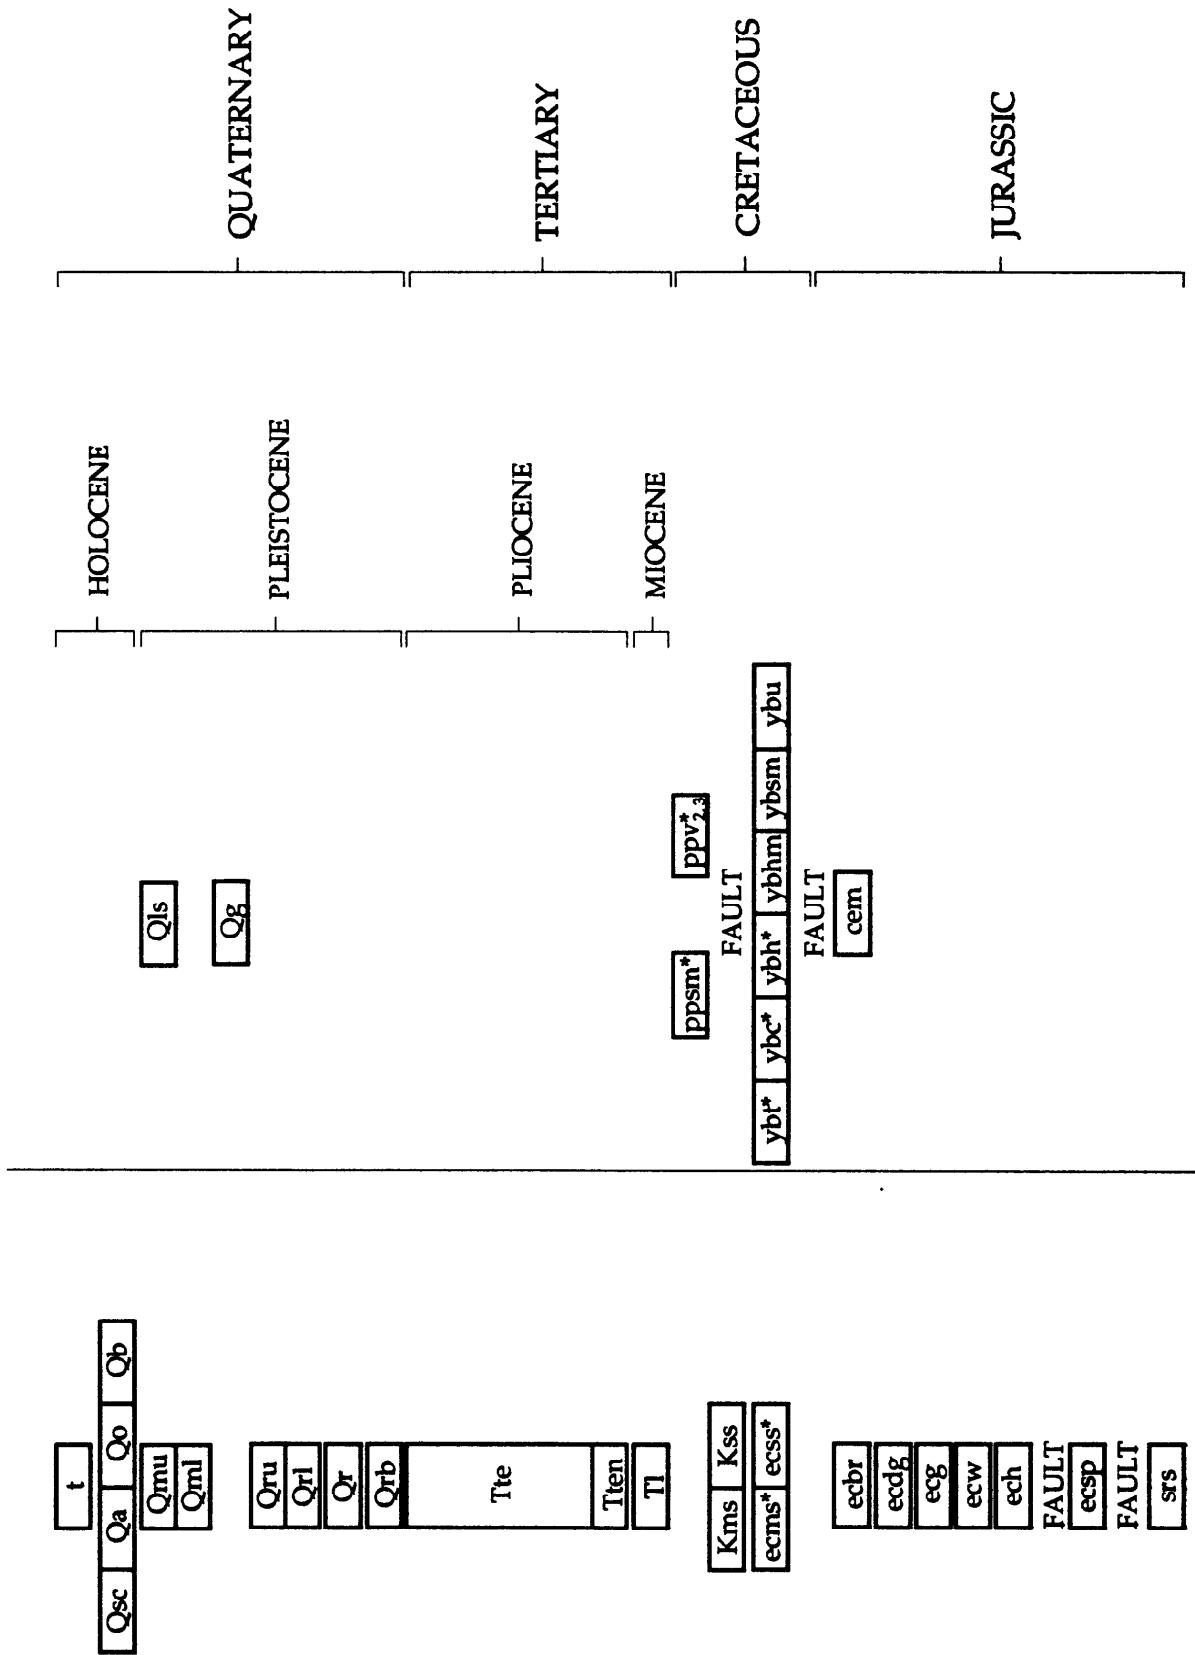 t
HOLOCENE
Qsc Qa Qo Qb
Qmu Qls
Qml
Qg QUATERNARY
Qru PLEISTOCENE
Qrl
Qr
Qrb
Tte PLIOCENE TERTIARY
Tten
Tl MIOCENE
ppsm* ppv*2,3
Kms Kss FAULT CRETACEOUS
ecms* ecss* ybt* ybc* ybh* ybhm ybsm ybu
FAULT
ecbr cem
ecdg
ecg
ecw
ech JURASSIC
FAULT
ecsp
FAULT
srs